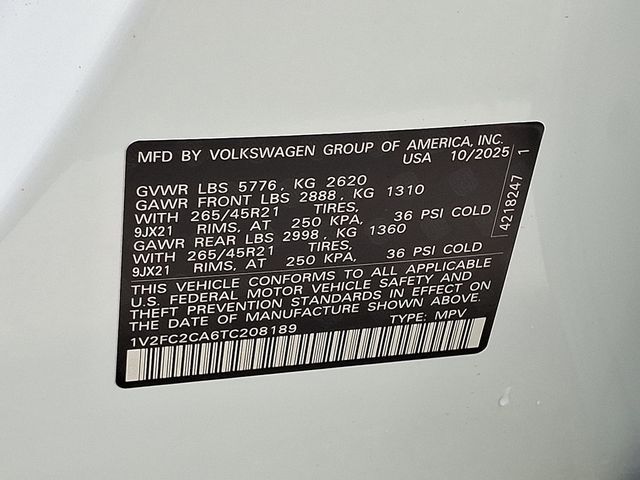 MFD BY VOLKSWAGEN GROUP OF AMERICA, INC.
USA 10/2025
GVWR LBS 5776, KG 2620
GAWR FRONT LBS 2888, KG 1310
WITH 265/45R21 TIRES,
9JX21 RIMS, AT 250 KPA, 36 PSI COLD
GAWR REAR LBS 2998, KG 1360
WITH 265/45R21 TIRES,
9JX21 RIMS, AT 250 KPA, 36 PSI COLD
THIS VEHICLE CONFORMS TO ALL APPLICABLE
U.S. FEDERAL MOTOR VEHICLE SAFETY AND
THEFT PREVENTION STANDARDS IN EFFECT ON
THE DATE OF MANUFACTURE SHOWN ABOVE.
1V2FC2CA6TC208189 TYPE: MPV
4218247 1